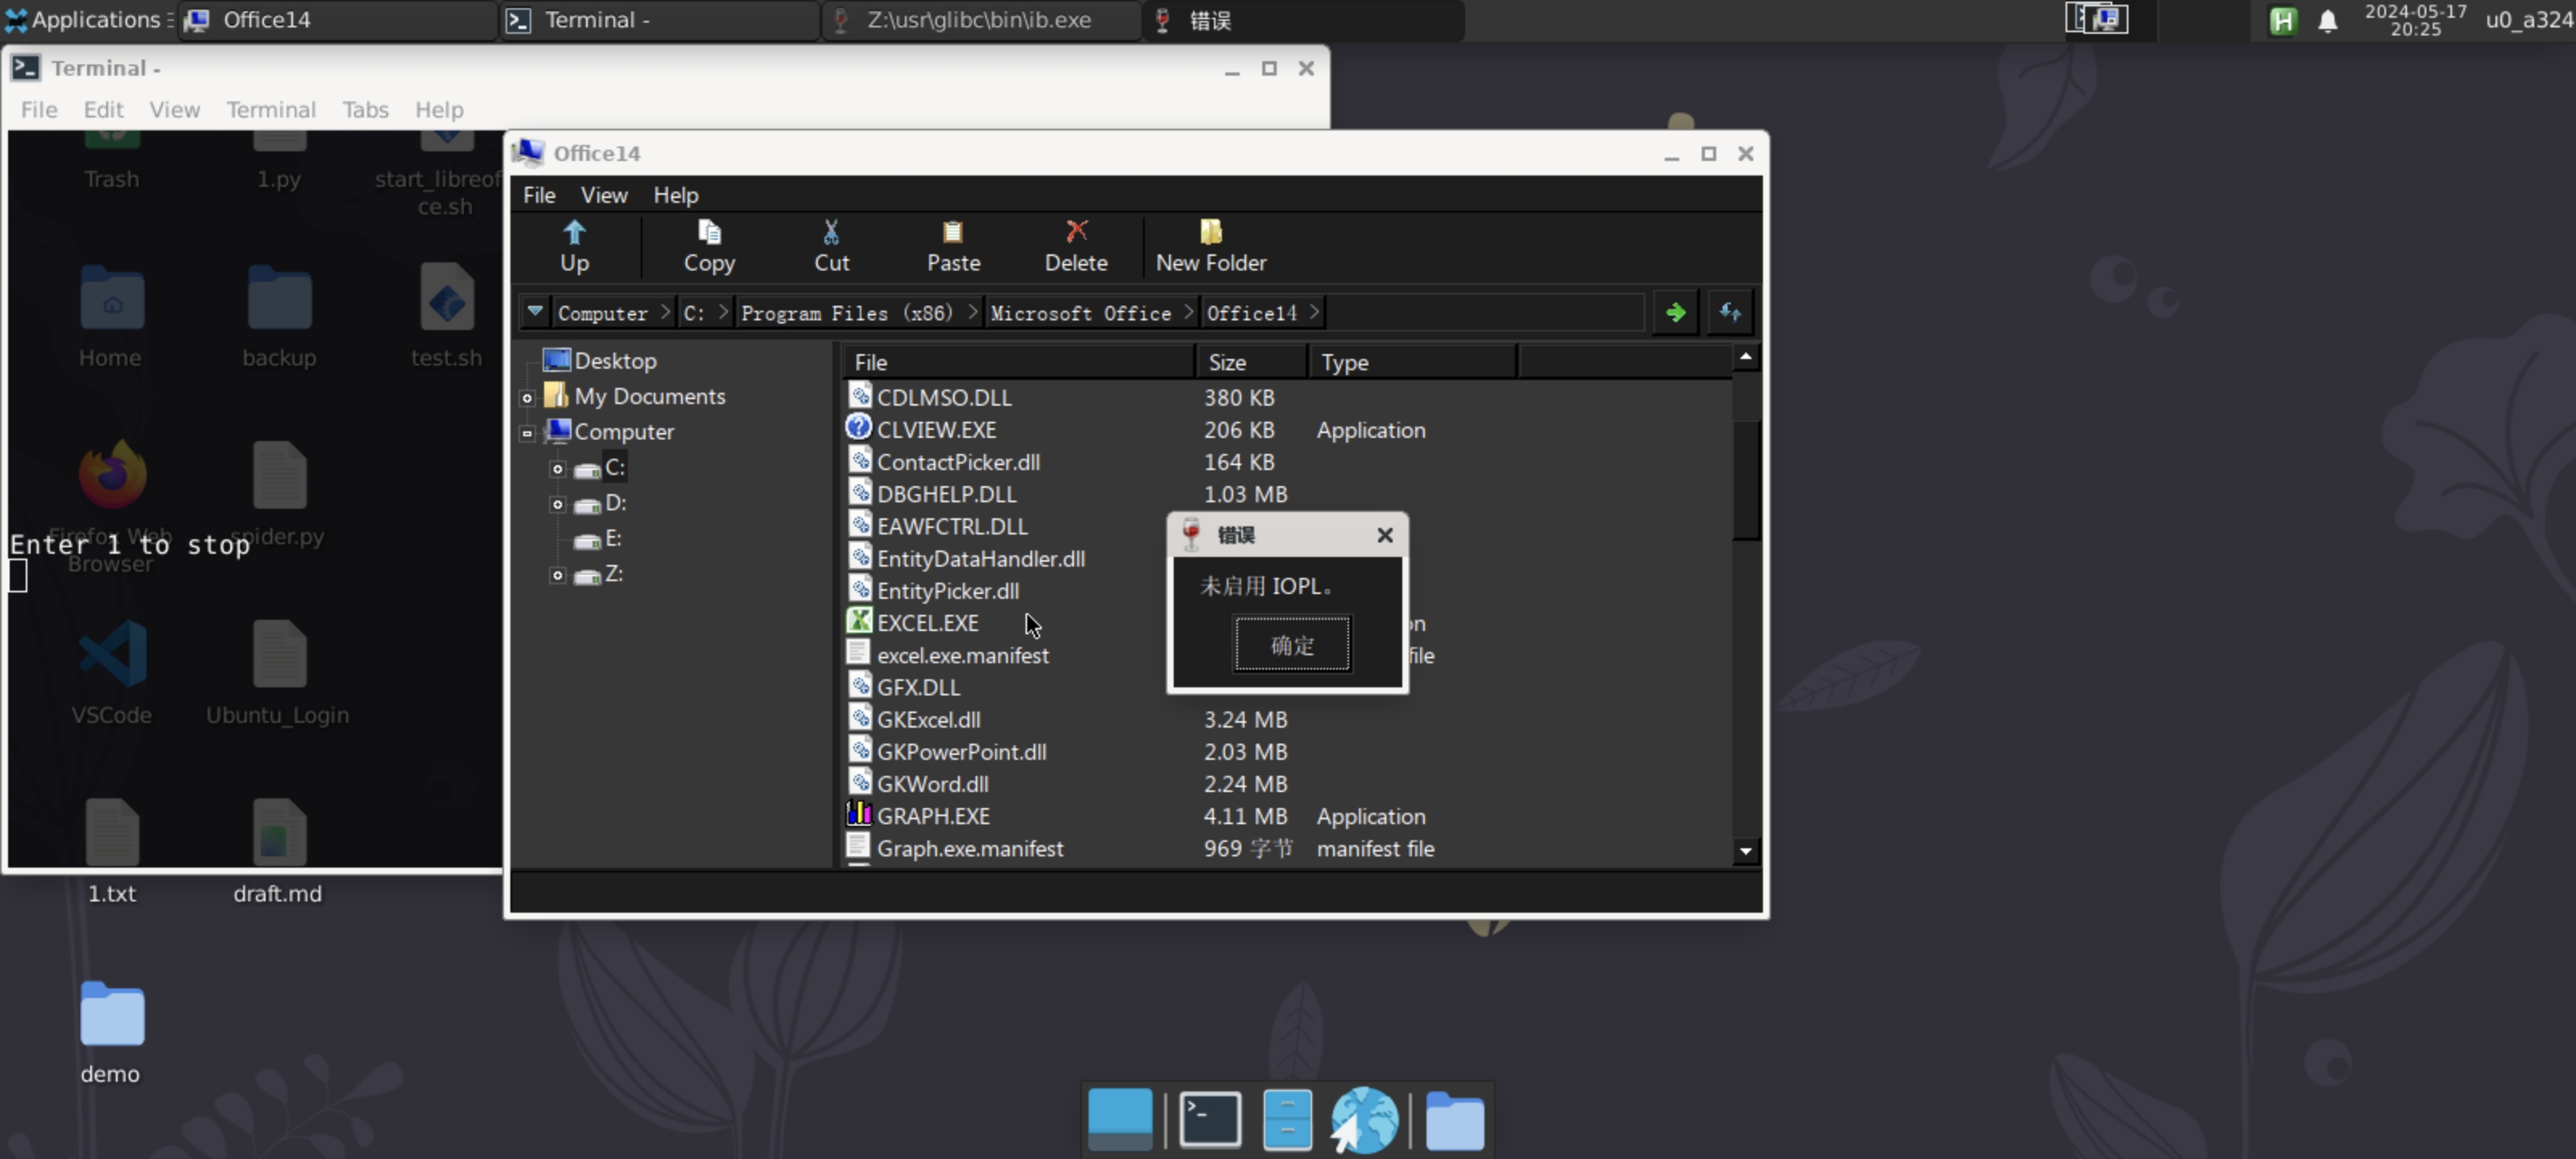 Applications
Office14
Terminal -
Z:\usr\glibc\bin\ib.exe
错误
2024-05-17
20:25
u0_a324
Terminal -
File Edit View Terminal Tabs Help
Trash
1.py
start_libreof
ce.sh
Home
backup
test.sh
Firefox Web
Browser
spider.py
Enter 1 to stop
VSCode
Ubuntu_Login
1.txt
draft.md
demo
Office14
File View Help
Up Copy Cut Paste Delete New Folder
Computer C: Program Files (x86) Microsoft Office Office14
Desktop
My Documents
Computer
C:
D:
E:
Z:
File Size Type
CDLMSO.DLL 380 KB
CLVIEW.EXE 206 KB Application
ContactPicker.dll 164 KB
DBGHELP.DLL 1.03 MB
EAWFCTRL.DLL
EntityDataHandler.dll
EntityPicker.dll
EXCEL.EXE on
excel.exe.manifest file
GFX.DLL
GKExcel.dll 3.24 MB
GKPowerPoint.dll 2.03 MB
GKWord.dll 2.24 MB
GRAPH.EXE 4.11 MB Application
Graph.exe.manifest 969 字节 manifest file
错误
未启用 IOPL。
确定